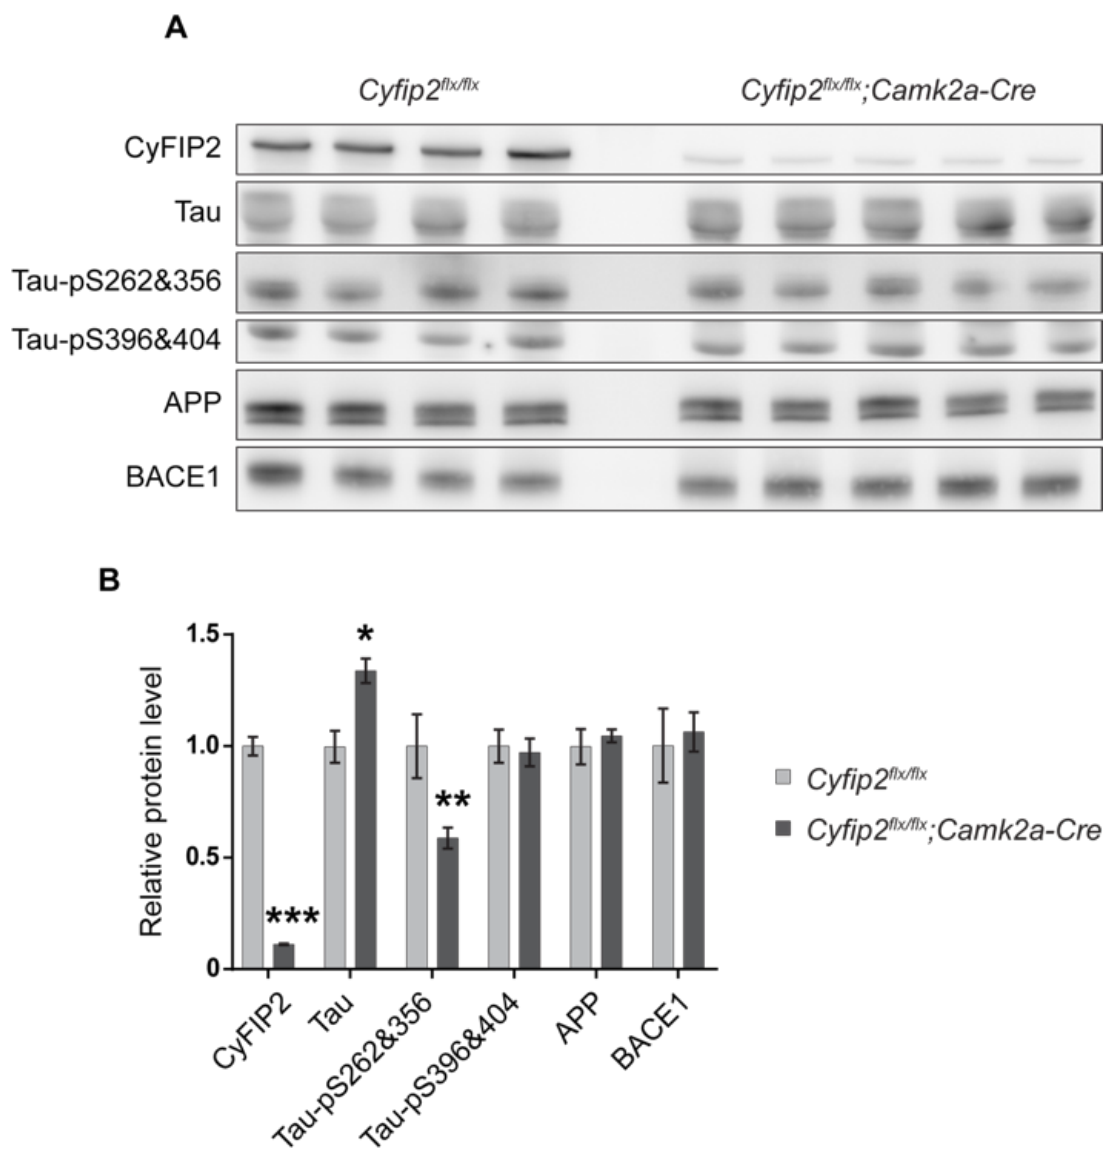 A
Cyfip2flx/flx Cyfip2flx/flx;Camk2a-Cre
CyFIP2
Tau
Tau-pS262&356
Tau-pS396&404
APP
BACE1
B
Relative protein level
1.5
1.0
0.5
0
***
*
**
CyFIP2
Tau
Tau-pS262&356
Tau-pS396&404
APP
BACE1
Cyfip2flx/flx
Cyfip2flx/flx;Camk2a-Cre